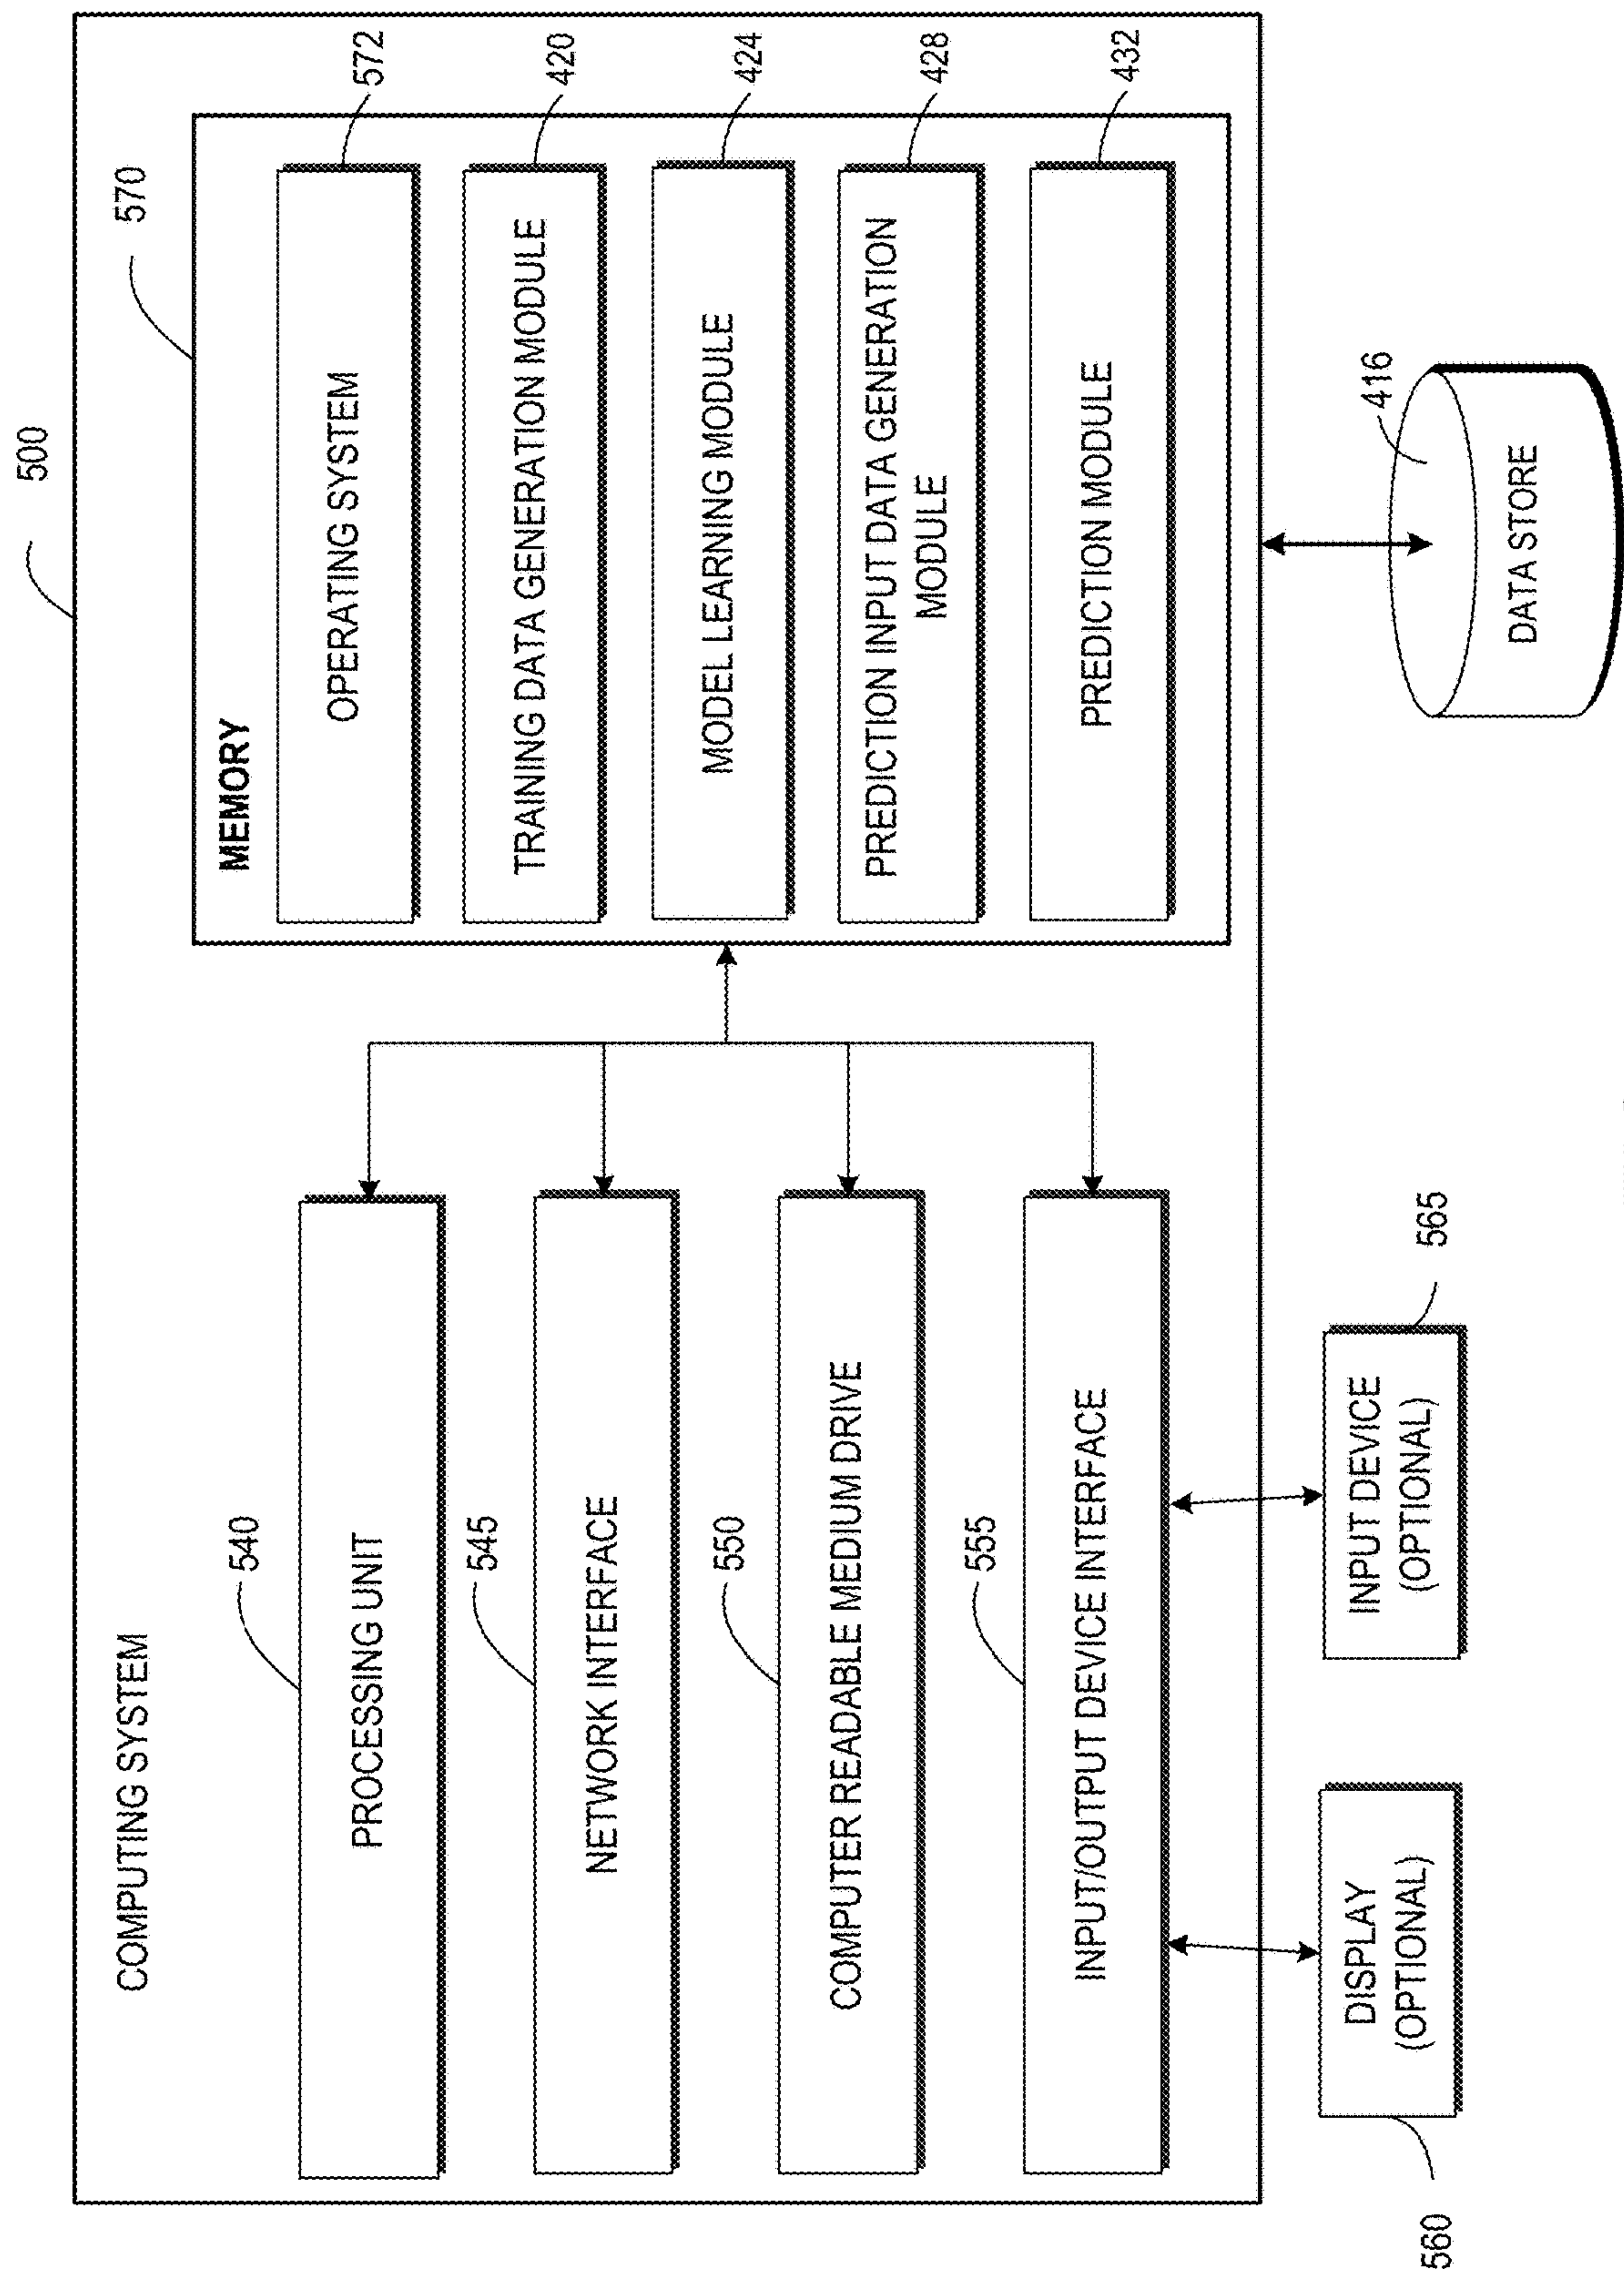 500
COMPUTING SYSTEM
570
MEMORY
540
PROCESSING UNIT
OPERATING SYSTEM
572
545
NETWORK INTERFACE
TRAINING DATA GENERATION MODULE
420
MODEL LEARNING MODULE
424
550
COMPUTER READABLE MEDIUM DRIVE
PREDICTION INPUT DATA GENERATION
MODULE
428
555
INPUT/OUTPUT DEVICE INTERFACE
PREDICTION MODULE
432
560
DISPLAY
(OPTIONAL)
INPUT DEVICE
(OPTIONAL)
565
416
DATA STORE